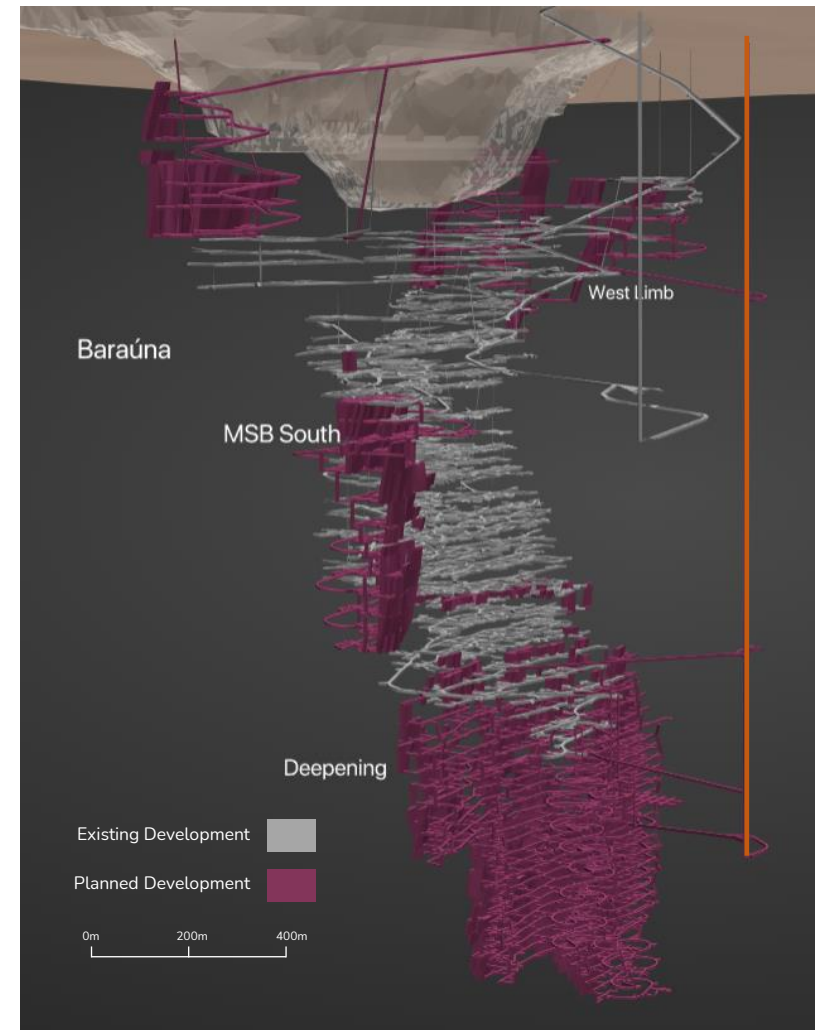 West Limb
Baraúna
MSB South
Deepening
Existing Development
Planned Development
0m 200m 400m